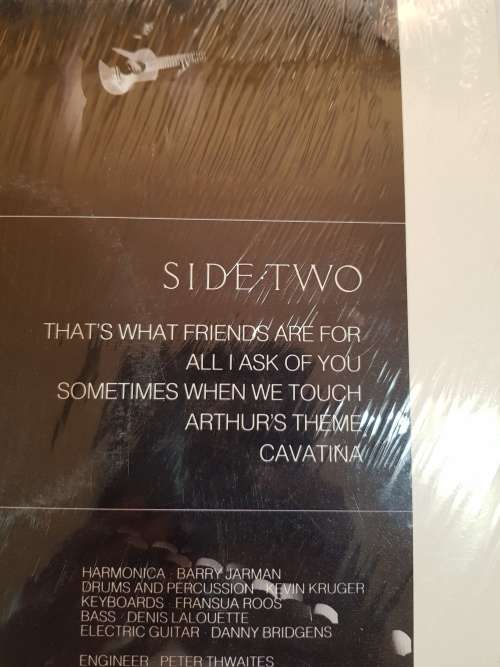 SIDE TWO
THAT'S WHAT FRIENDS ARE FOR
ALL I ASK OF YOU
SOMETIMES WHEN WE TOUCH
ARTHUR'S THEME
CAVATINA
HARMONICA · BARRY JARMAN
DRUMS AND PERCUSSION · KEVIN KRUGER
KEYBOARDS · FRANSUA ROOS
BASS · DENIS LALOUETTE
ELECTRIC GUITAR · DANNY BRIDGENS
ENGINEER · PETER THWAITES